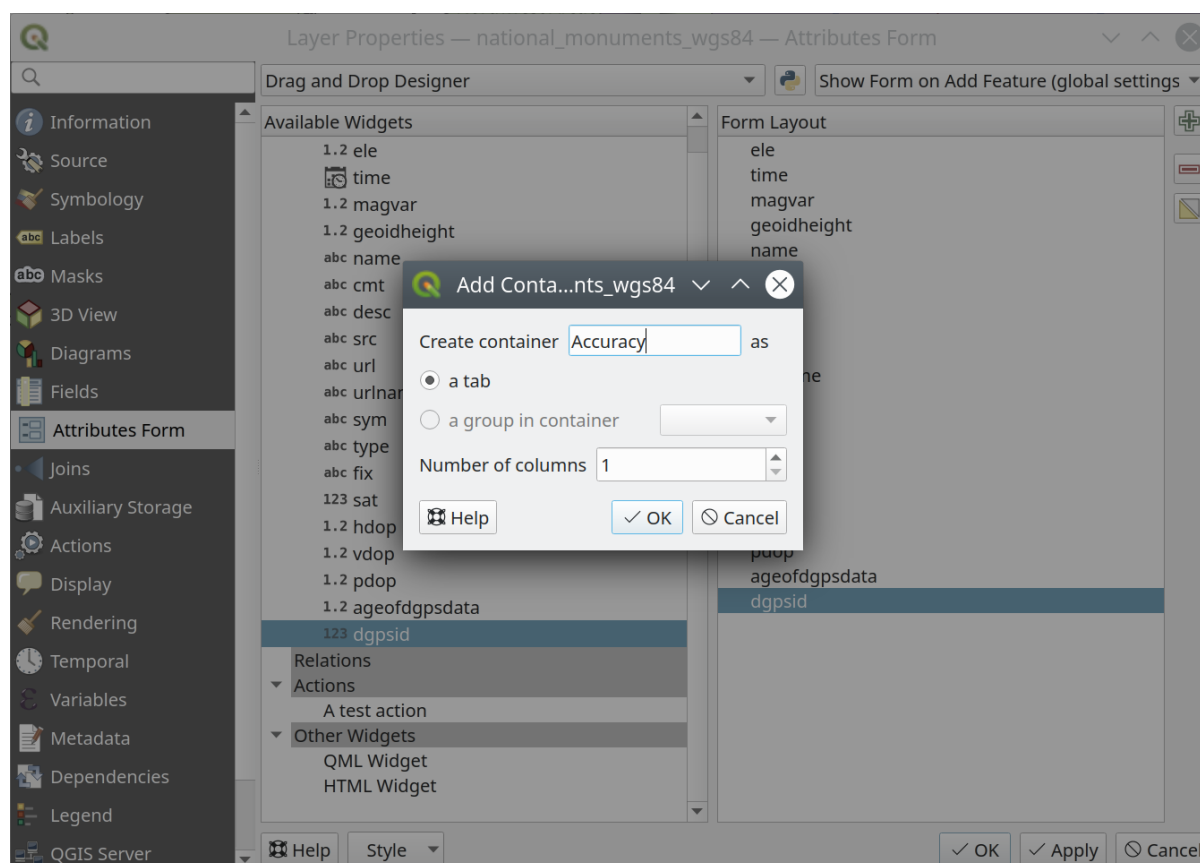 Layer Properties — national_monuments_wgs84 — Attributes Form
Drag and Drop Designer
Show Form on Add Feature (global settings
Information
Source
Symbology
abc Labels
abc Masks
3D View
Diagrams
Fields
Attributes Form
Joins
Auxiliary Storage
Actions
Display
Rendering
Temporal
Variables
Metadata
Dependencies
Legend
QGIS Server
Available Widgets
1.2 ele
time
1.2 magvar
1.2 geoidheight
abc name
abc cmt
abc desc
abc src
abc url
abc urlnar
abc sym
abc type
abc fix
123 sat
1.2 hdop
1.2 vdop
1.2 pdop
1.2 ageofdgpsdata
123 dgpsid
Relations
Actions
A test action
Other Widgets
QML Widget
HTML Widget
Form Layout
ele
time
magvar
geoidheight
name
pdop
ageofdgpsdata
dgpsid
Add Conta...nts_wgs84
Create container Accuracy as
a tab
a group in container
Number of columns 1
Help
OK
Cancel
Help
Style
OK
Apply
Cancel